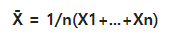 X̄ = 1/n(X1+...+Xn)